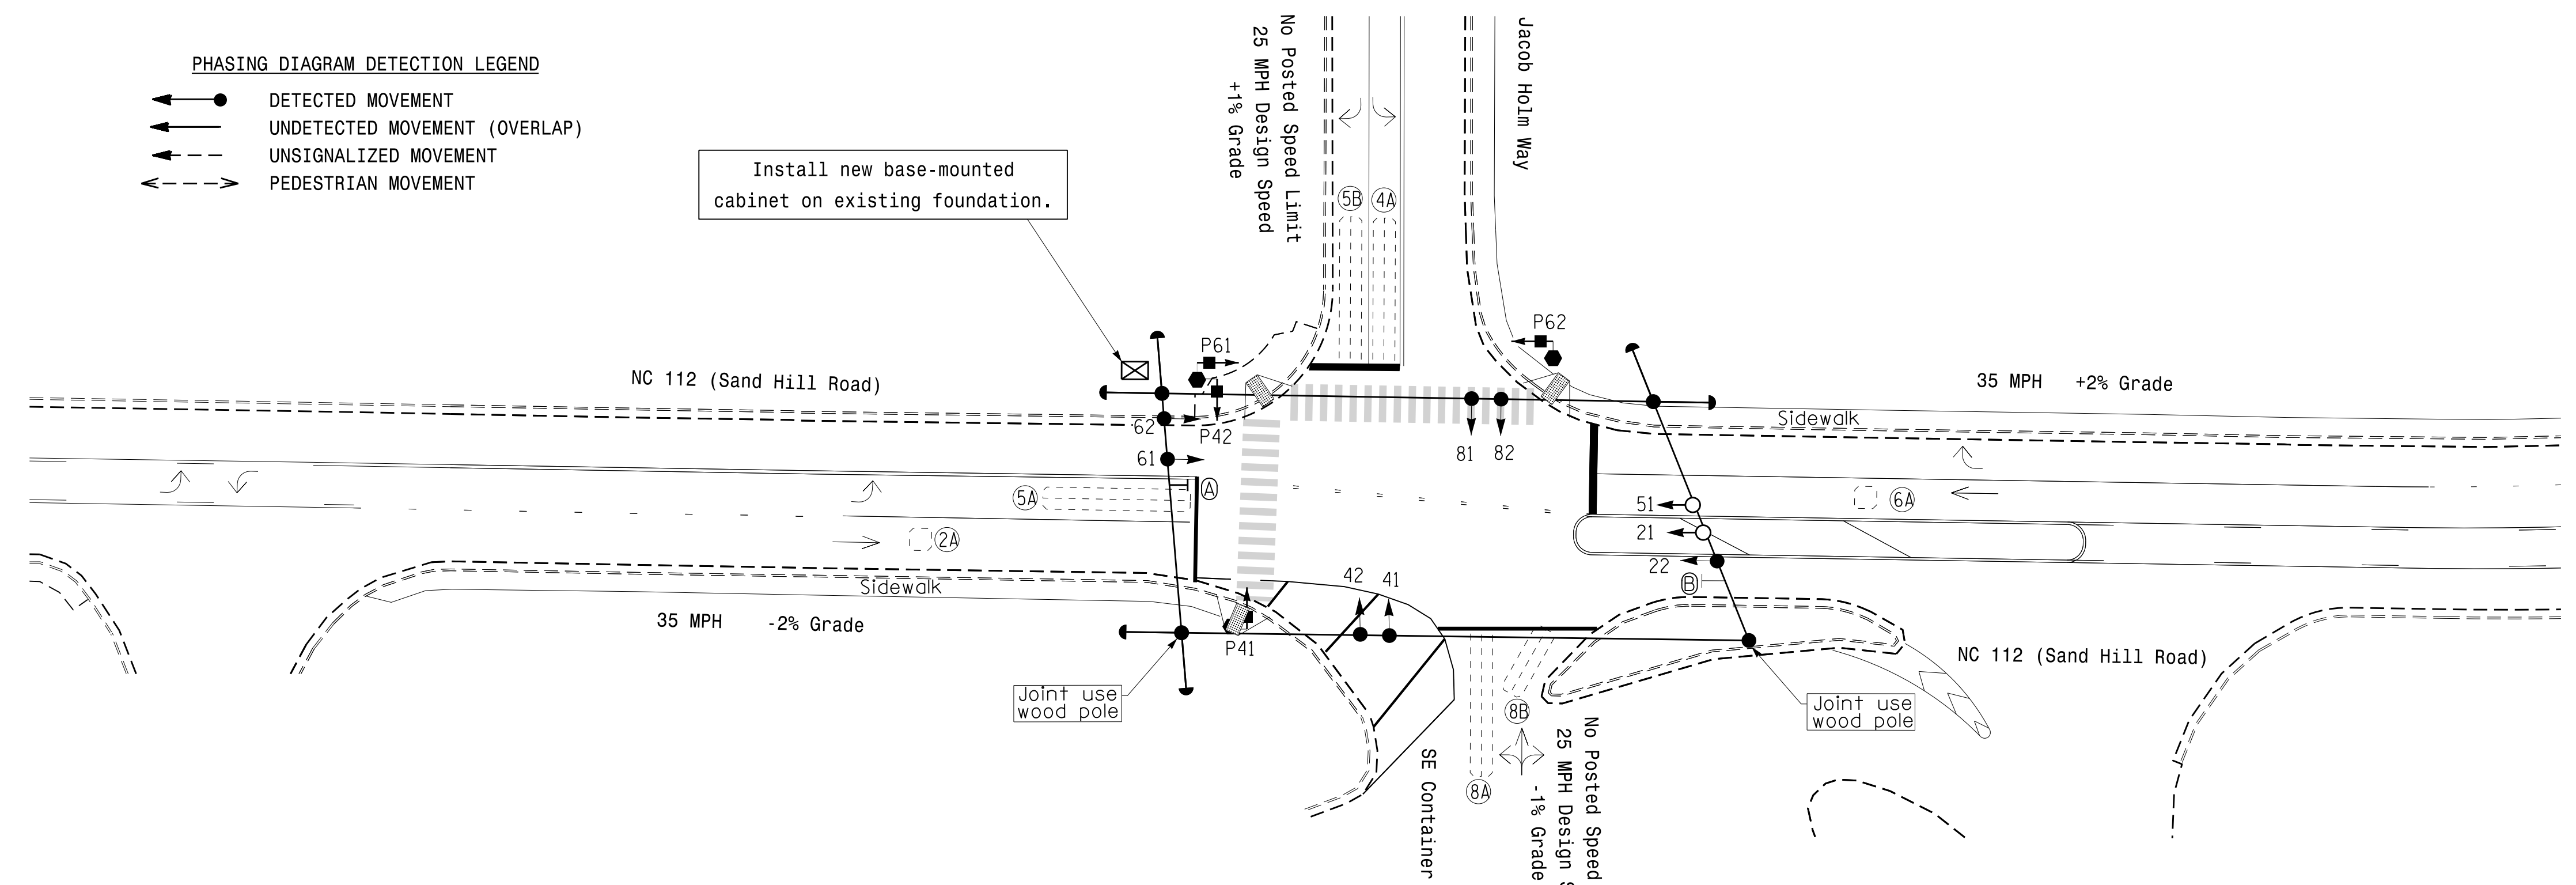 PHASING DIAGRAM DETECTION LEGEND
DETECTED MOVEMENT
UNDETECTED MOVEMENT (OVERLAP)
UNSIGNALIZED MOVEMENT
PEDESTRIAN MOVEMENT
Install new base-mounted
cabinet on existing foundation.
No Posted Speed Limit
25 MPH Design Speed
+1% Grade
Jacob Holm Way
5B
4A
P61
P62
P42
NC 112 (Sand Hill Road)
35 MPH +2% Grade
Sidewalk
62
61
81
82
A
5A
6A
51
21
22
2A
B
42
41
Sidewalk
35 MPH -2% Grade
P41
NC 112 (Sand Hill Road)
Joint use
wood pole
Joint use
wood pole
8B
8A
SE Container
No Posted Speed
25 MPH Design
-1% Grade